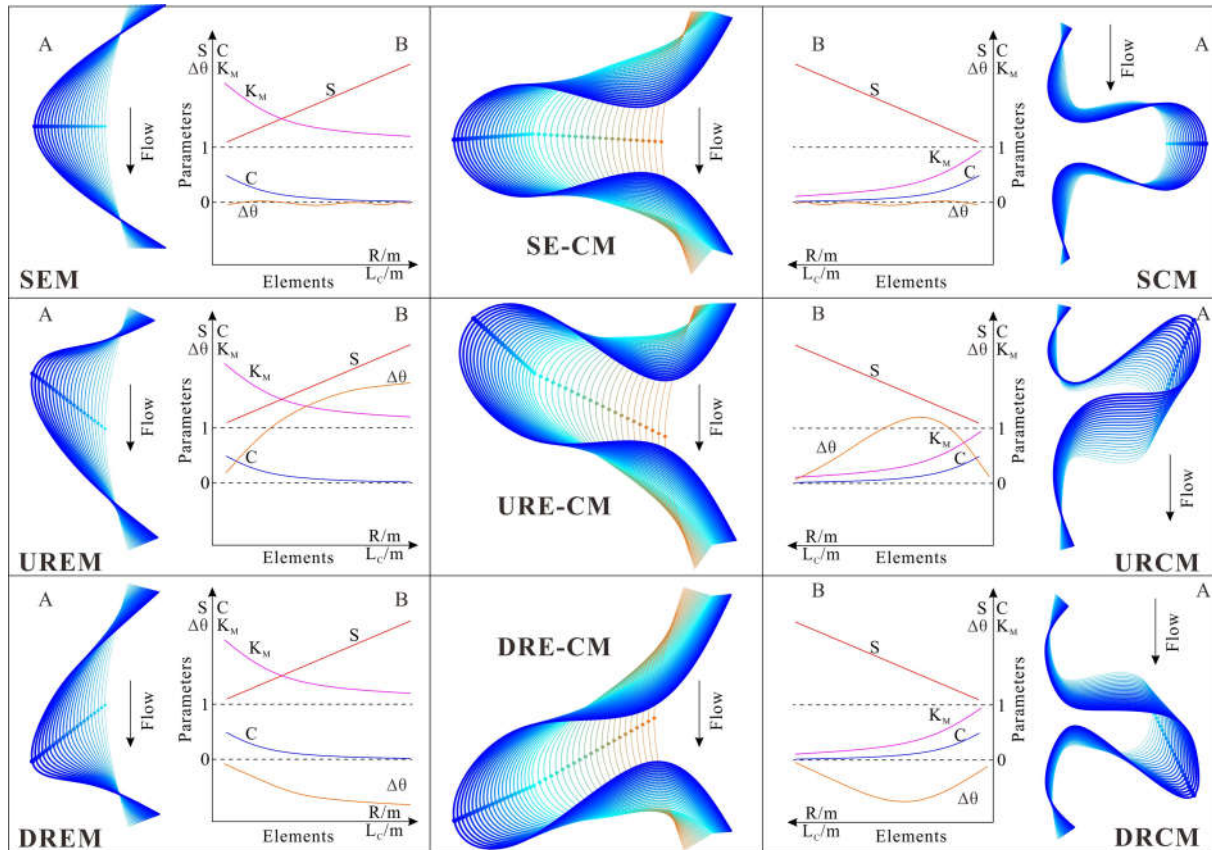 A
S C
Δθ K_M
B
K_M
S
Parameters
Flow
1
C
0
Δθ
R/m
Elements
L_C/m
SEM
Flow
SE-CM
B
S C
Δθ K_M
A
Flow
S
Parameters
1
K_M
C
0
Δθ
R/m
Elements
L_C/m
SCM
A
S C
Δθ K_M
B
K_M
S
Δθ
Parameters
Flow
1
C
0
R/m
Elements
L_C/m
UREM
Flow
URE-CM
B
S C
Δθ K_M
A
S
Parameters
1
Δθ
K_M
C
0
Flow
R/m
Elements
L_C/m
URCM
A
S C
Δθ K_M
B
K_M
S
Parameters
Flow
1
C
0
Δθ
R/m
Elements
L_C/m
DREM
DRE-CM
Flow
B
S C
Δθ K_M
A
Flow
S
Parameters
1
K_M
C
0
Δθ
R/m
Elements
L_C/m
DRCM